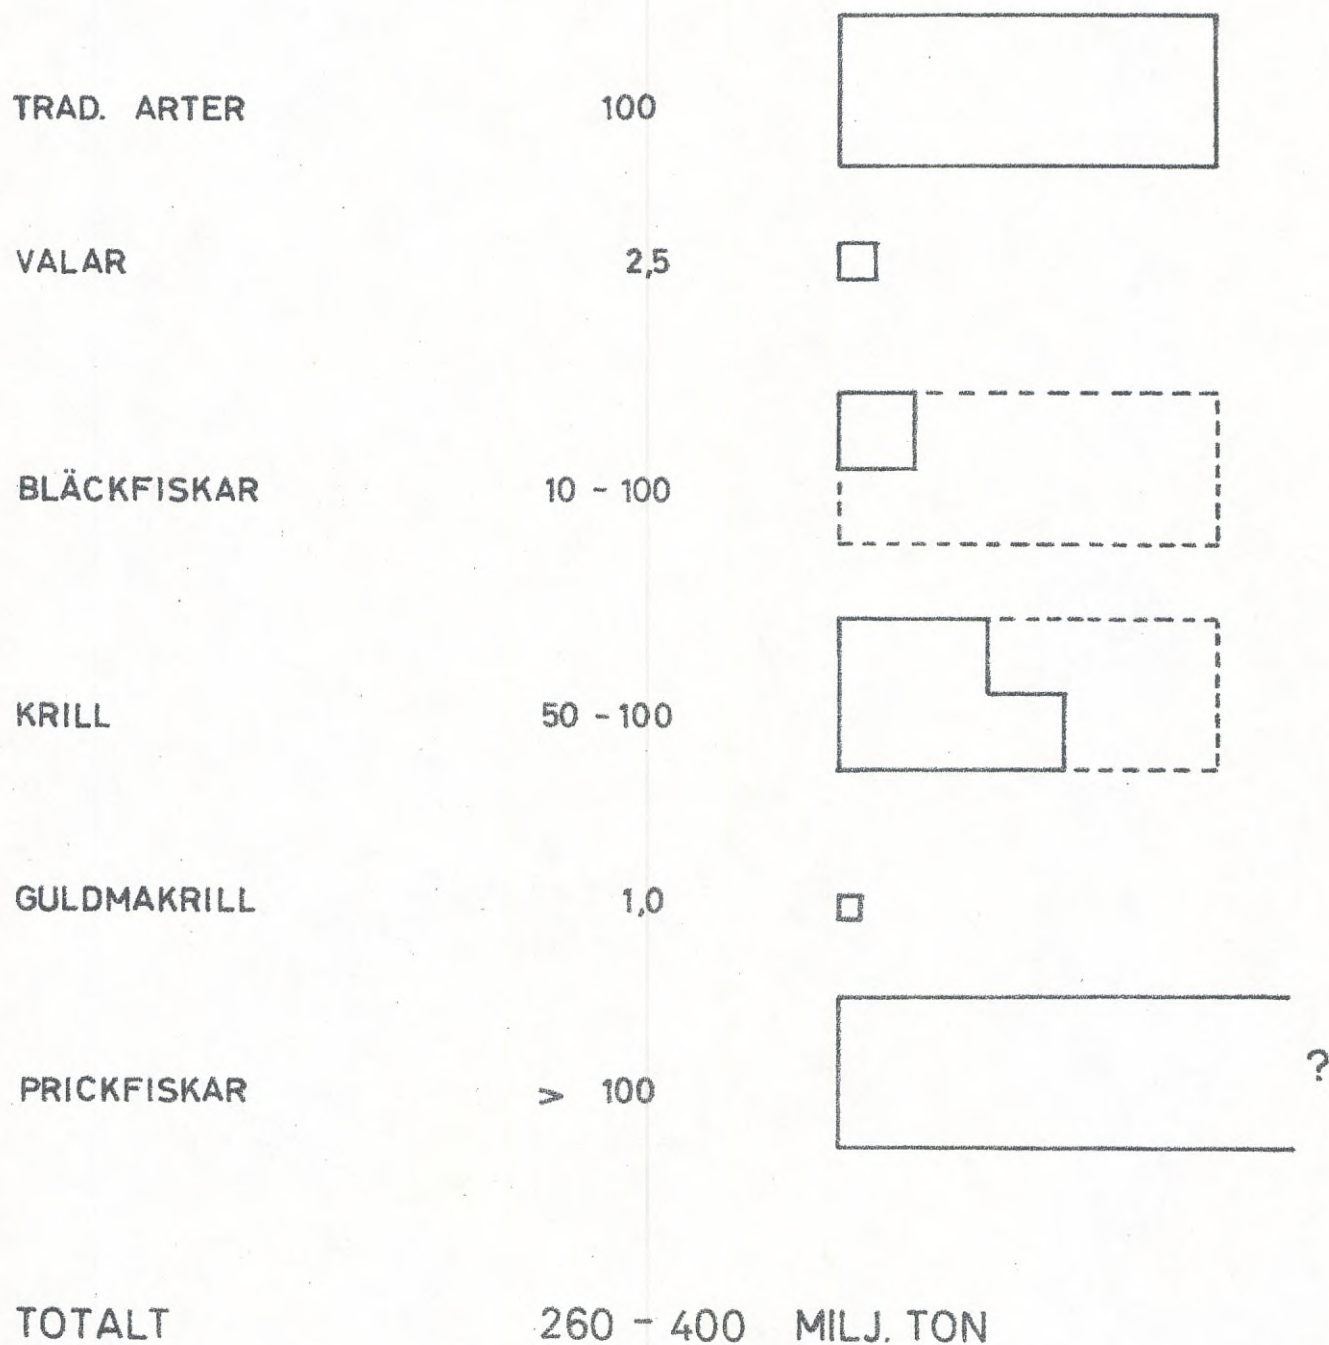 TRAD. ARTER 100
VALAR 2,5
BLÄCKFISKAR 10 - 100
KRILL 50 - 100
GULDMAKRILL 1,0
PRICKFISKAR > 100 ?
TOTALT 260 - 400 MILJ. TON